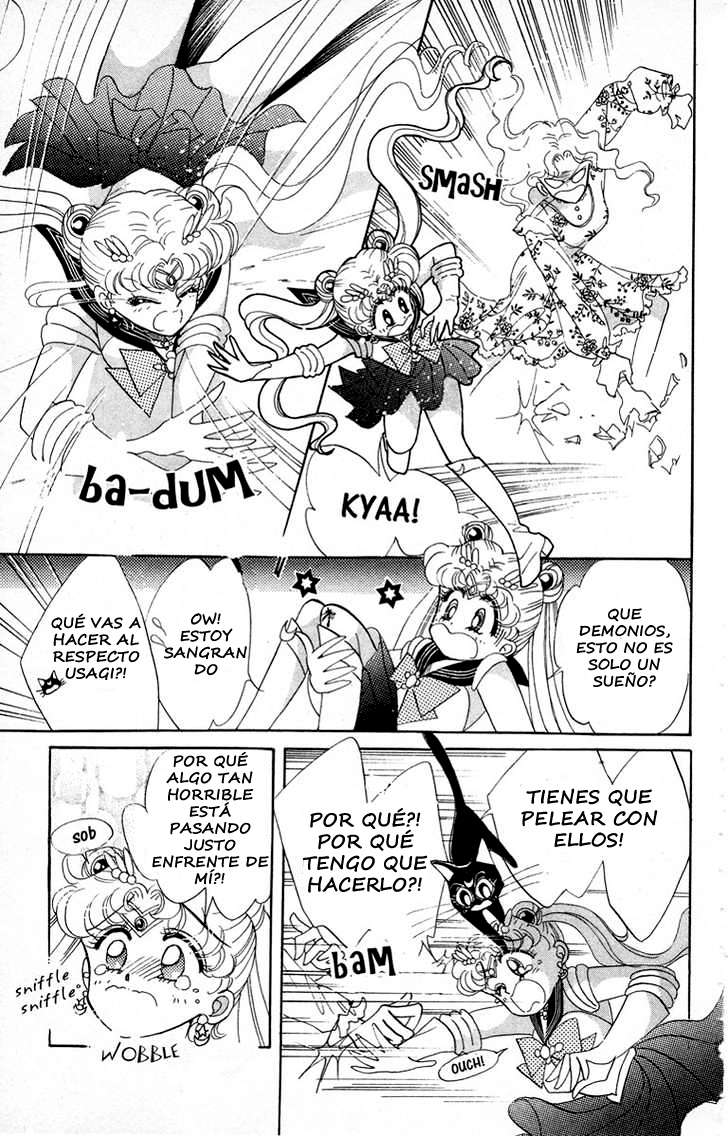 SMASH
ba-dUM
KYAA!
QUE
DEMONIOS,
ESTO NO ES
SOLO UN
SUEÑO?
OW!
ESTOY
SANGRAN
DO
QUÉ VAS A
HACER AL
RESPECTO
USAGI?!
TIENES QUE
PELEAR CON
ELLOS!
POR QUÉ?!
POR QUÉ
TENGO QUE
HACERLO?!
baM
OUCH!
POR QUÉ
ALGO TAN
HORRIBLE
ESTÁ
PASANDO
JUSTO
ENFRENTE DE
MÍ?!
sob
sniffle
sniffle
WOBBLE